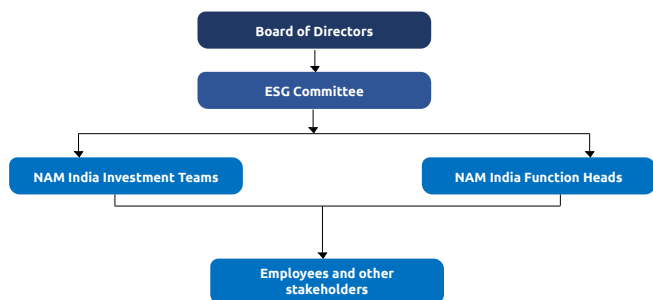 Board of Directors
ESG Committee
NAM India Investment Teams
NAM India Function Heads
Employees and other
stakeholders